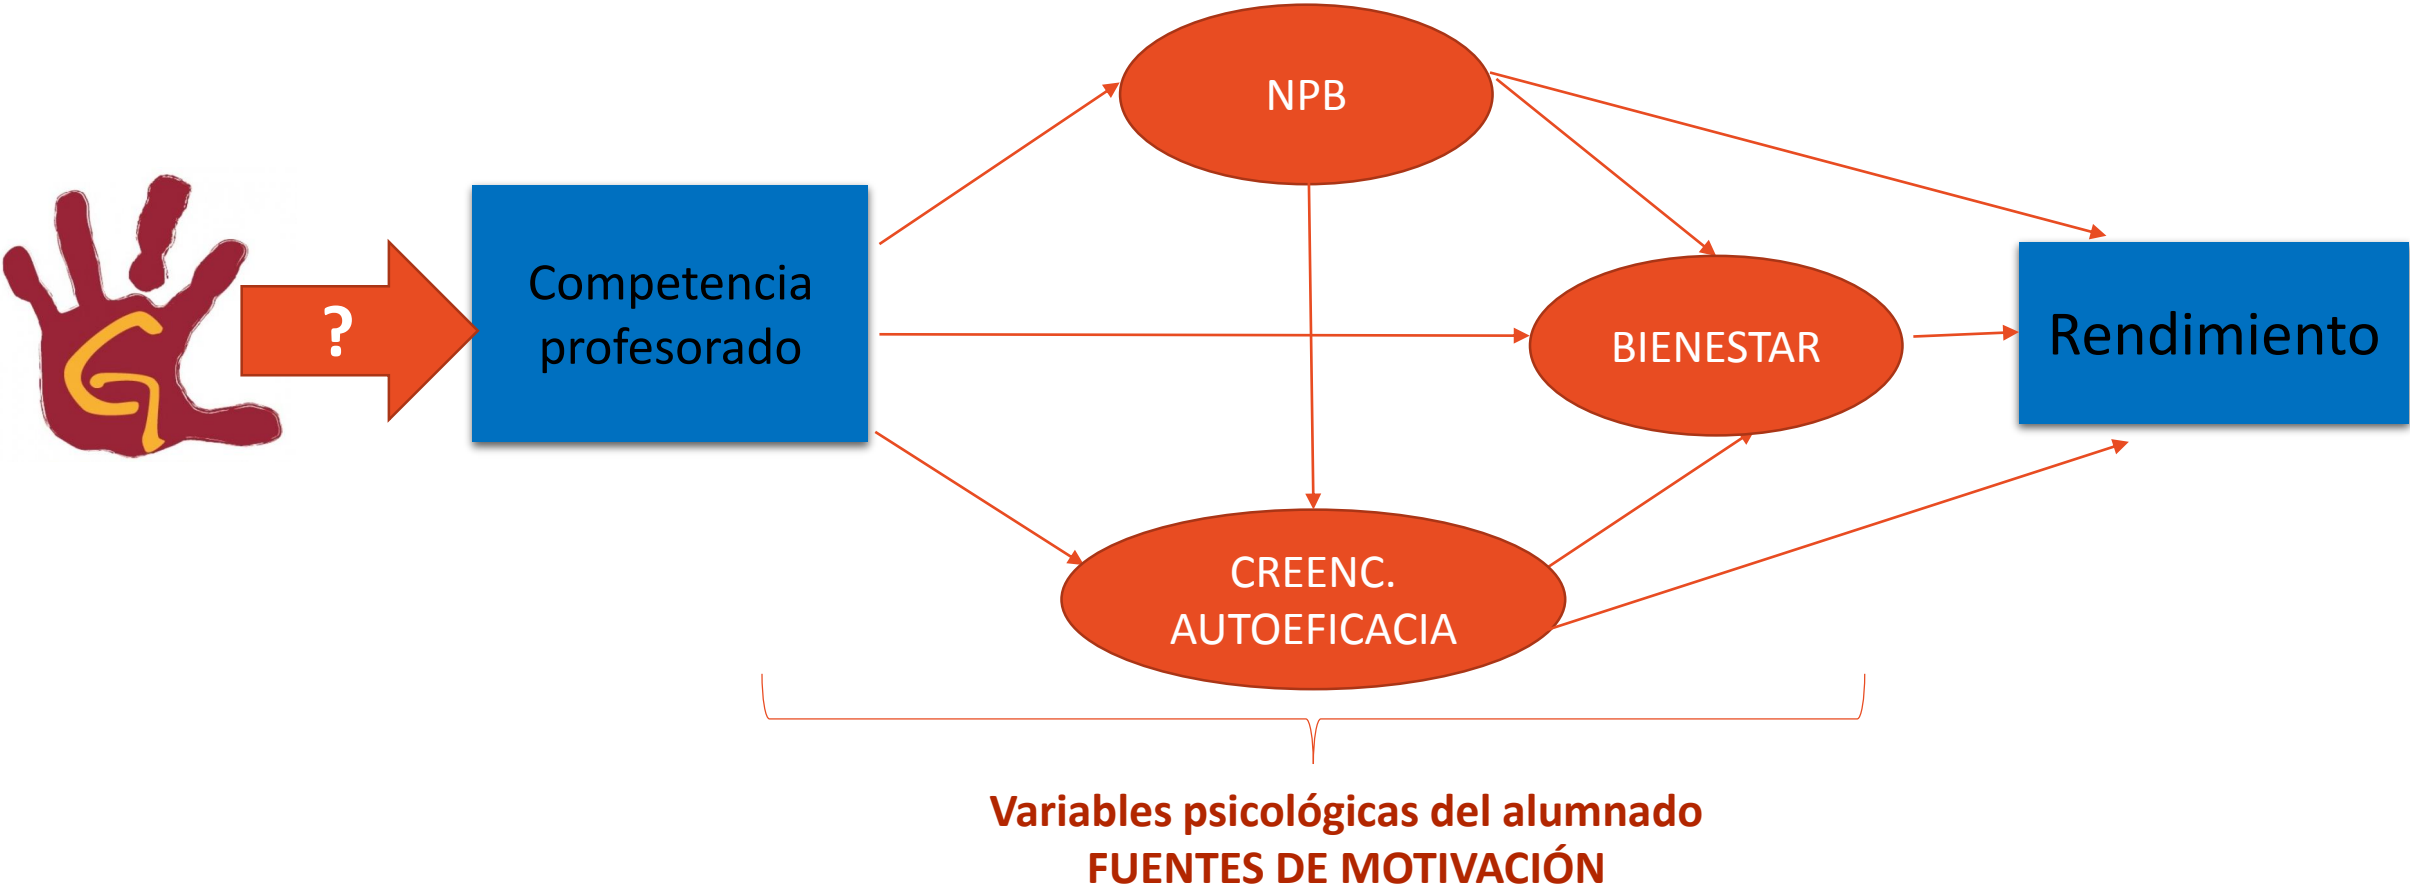 NPB
?
Competencia
profesorado
BIENESTAR
Rendimiento
CREENC.
AUTOEFICACIA
Variables psicológicas del alumnado
FUENTES DE MOTIVACIÓN